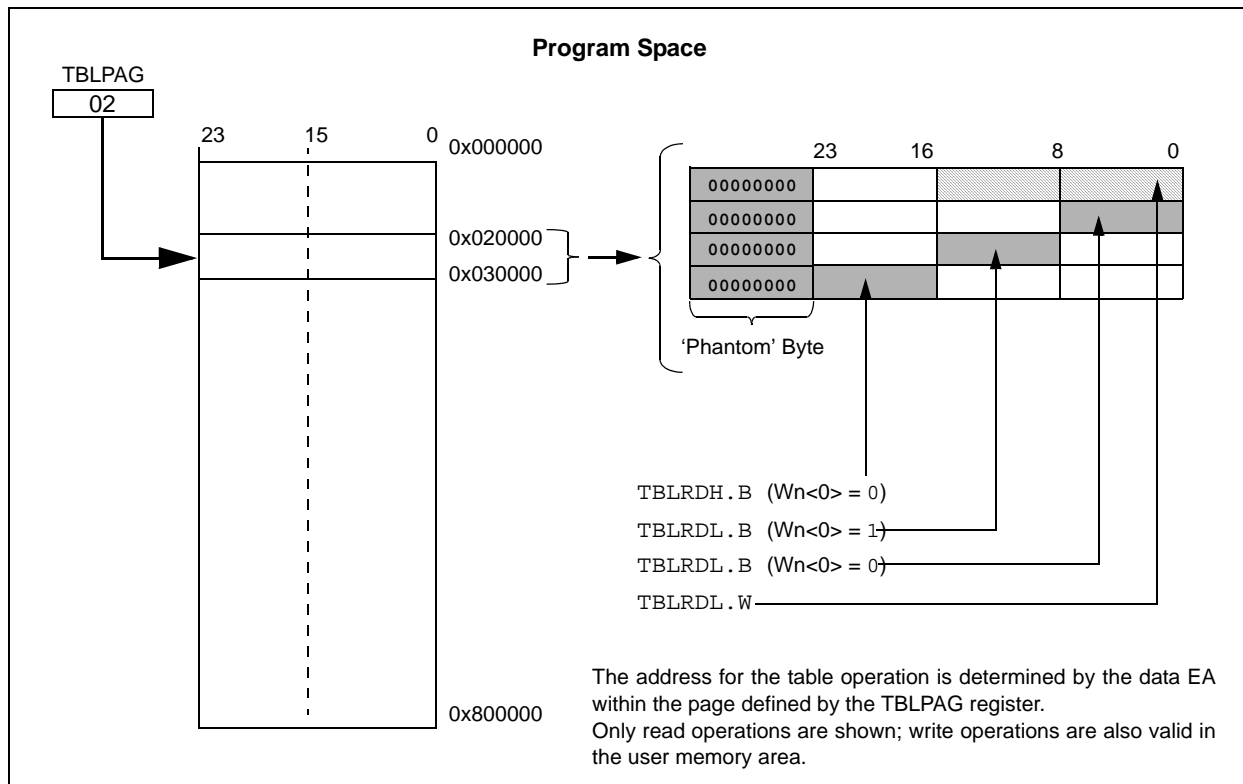 Program Space
TBLPAG
02
23 15 0
0x000000
0x020000
0x030000
0x800000
23 16 8 0
00000000
00000000
00000000
00000000
‘Phantom’ Byte
TBLRDH.B (Wn<0> = 0)
TBLRDL.B (Wn<0> = 1)
TBLRDL.B (Wn<0> = 0)
TBLRDL.W
The address for the table operation is determined by the data EA
within the page defined by the TBLPAG register.
Only read operations are shown; write operations are also valid in
the user memory area.